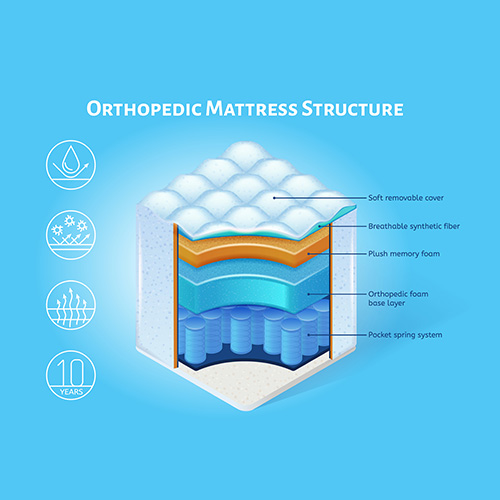 Orthopedic Mattress Structure
Soft removable cover
Breathable synthetic fiber
Plush memory foam
Orthopedic foam
base layer
Pocket spring system
10
YEARS